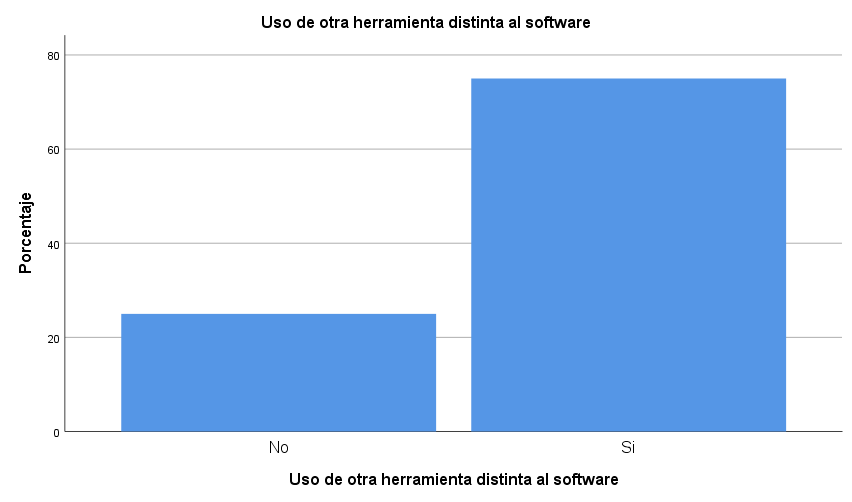 Uso de otra herramienta distinta al software
80
60
40
20
0
Porcentaje
No
Si
Uso de otra herramienta distinta al software